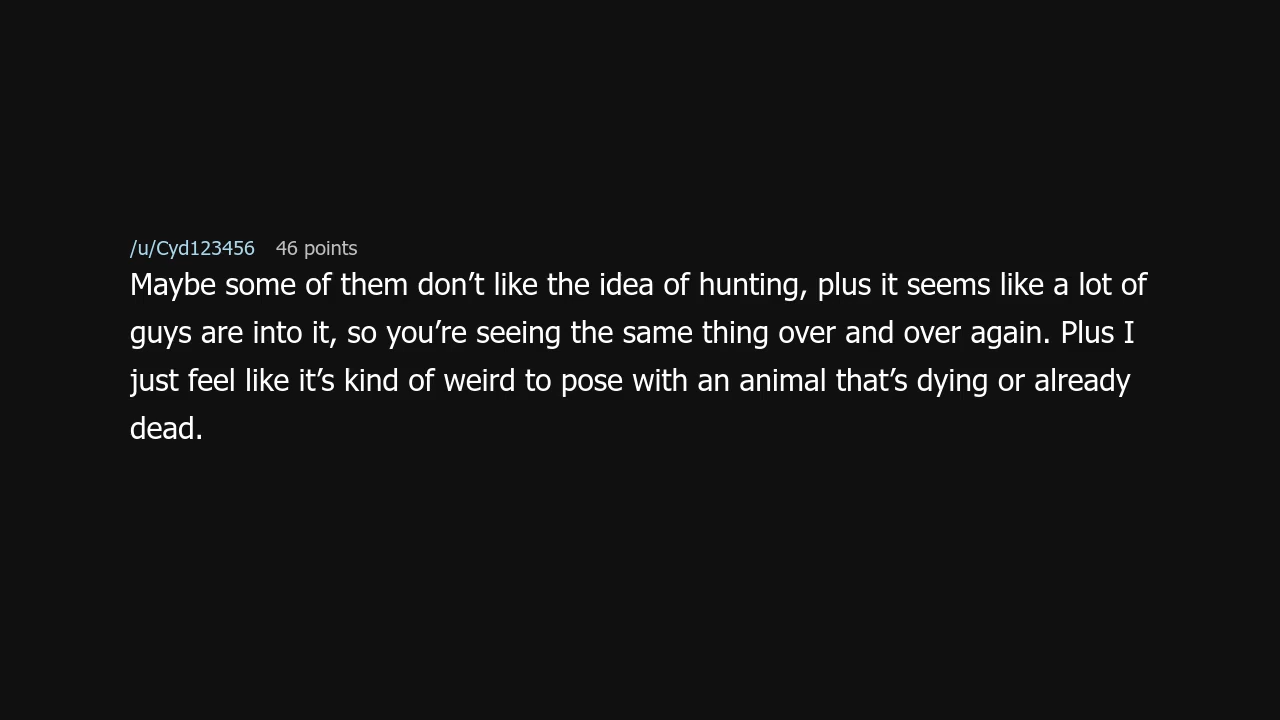 /u/Cyd123456 46 points
Maybe some of them don’t like the idea of hunting, plus it seems like a lot of
guys are into it, so you’re seeing the same thing over and over again. Plus I
just feel like it’s kind of weird to pose with an animal that’s dying or already
dead.